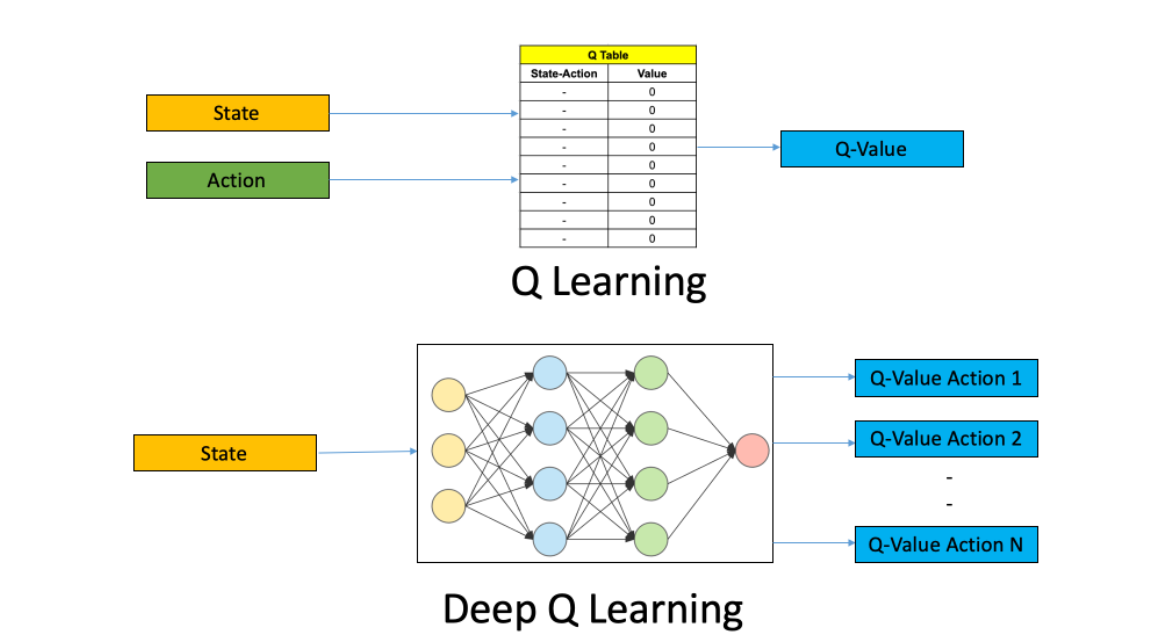 Q Table
State-Action Value
- 0
- 0
- 0
- 0
- 0
- 0
- 0
- 0
- 0
State
Action
Q-Value
Q Learning
State
Q-Value Action 1
Q-Value Action 2
-
-
Q-Value Action N
Deep Q Learning